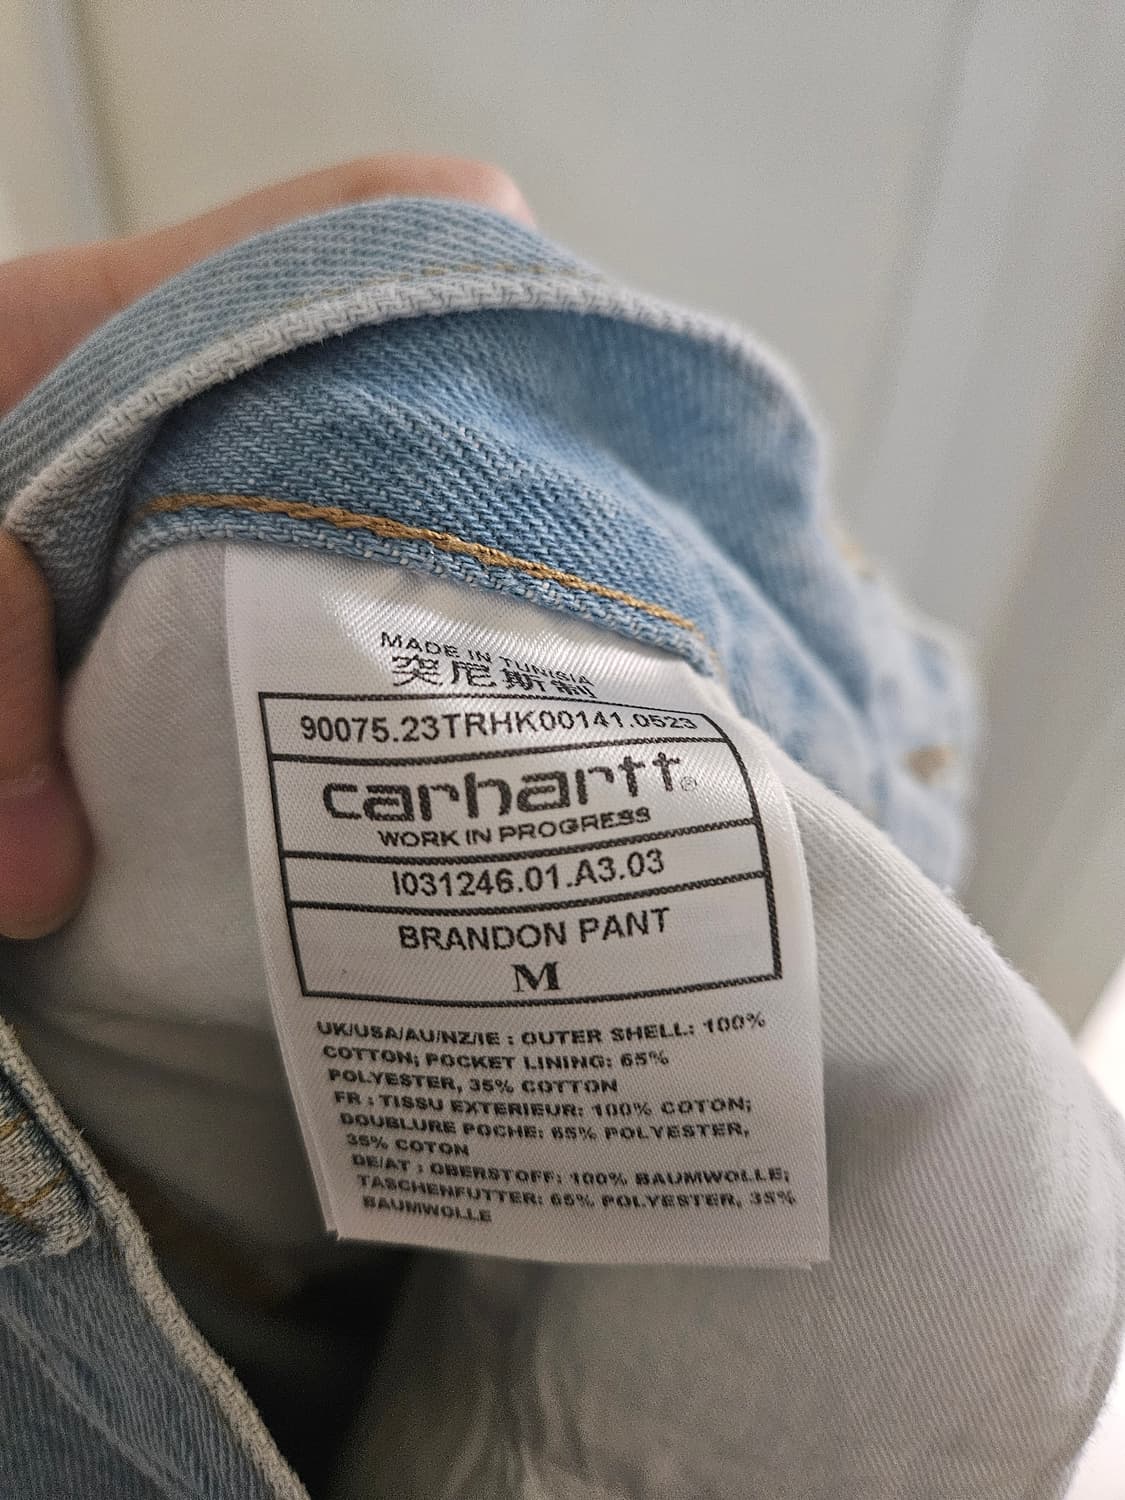 MADE IN TUNISIA
突尼斯制
90075.23TRHK00141.0523
carhartt®
WORK IN PROGRESS
I031246.01.A3.03
BRANDON PANT
M
UK/USA/AU/NZ/IE : OUTER SHELL: 100%
COTTON; POCKET LINING: 65%
POLYESTER, 35% COTTON
FR : TISSU EXTERIEUR: 100% COTON;
DOUBLURE POCHE: 65% POLYESTER,
35% COTON
DE/AT : OBERSTOFF: 100% BAUMWOLLE;
TASCHENFUTTER: 65% POLYESTER, 35%
BAUMWOLLE